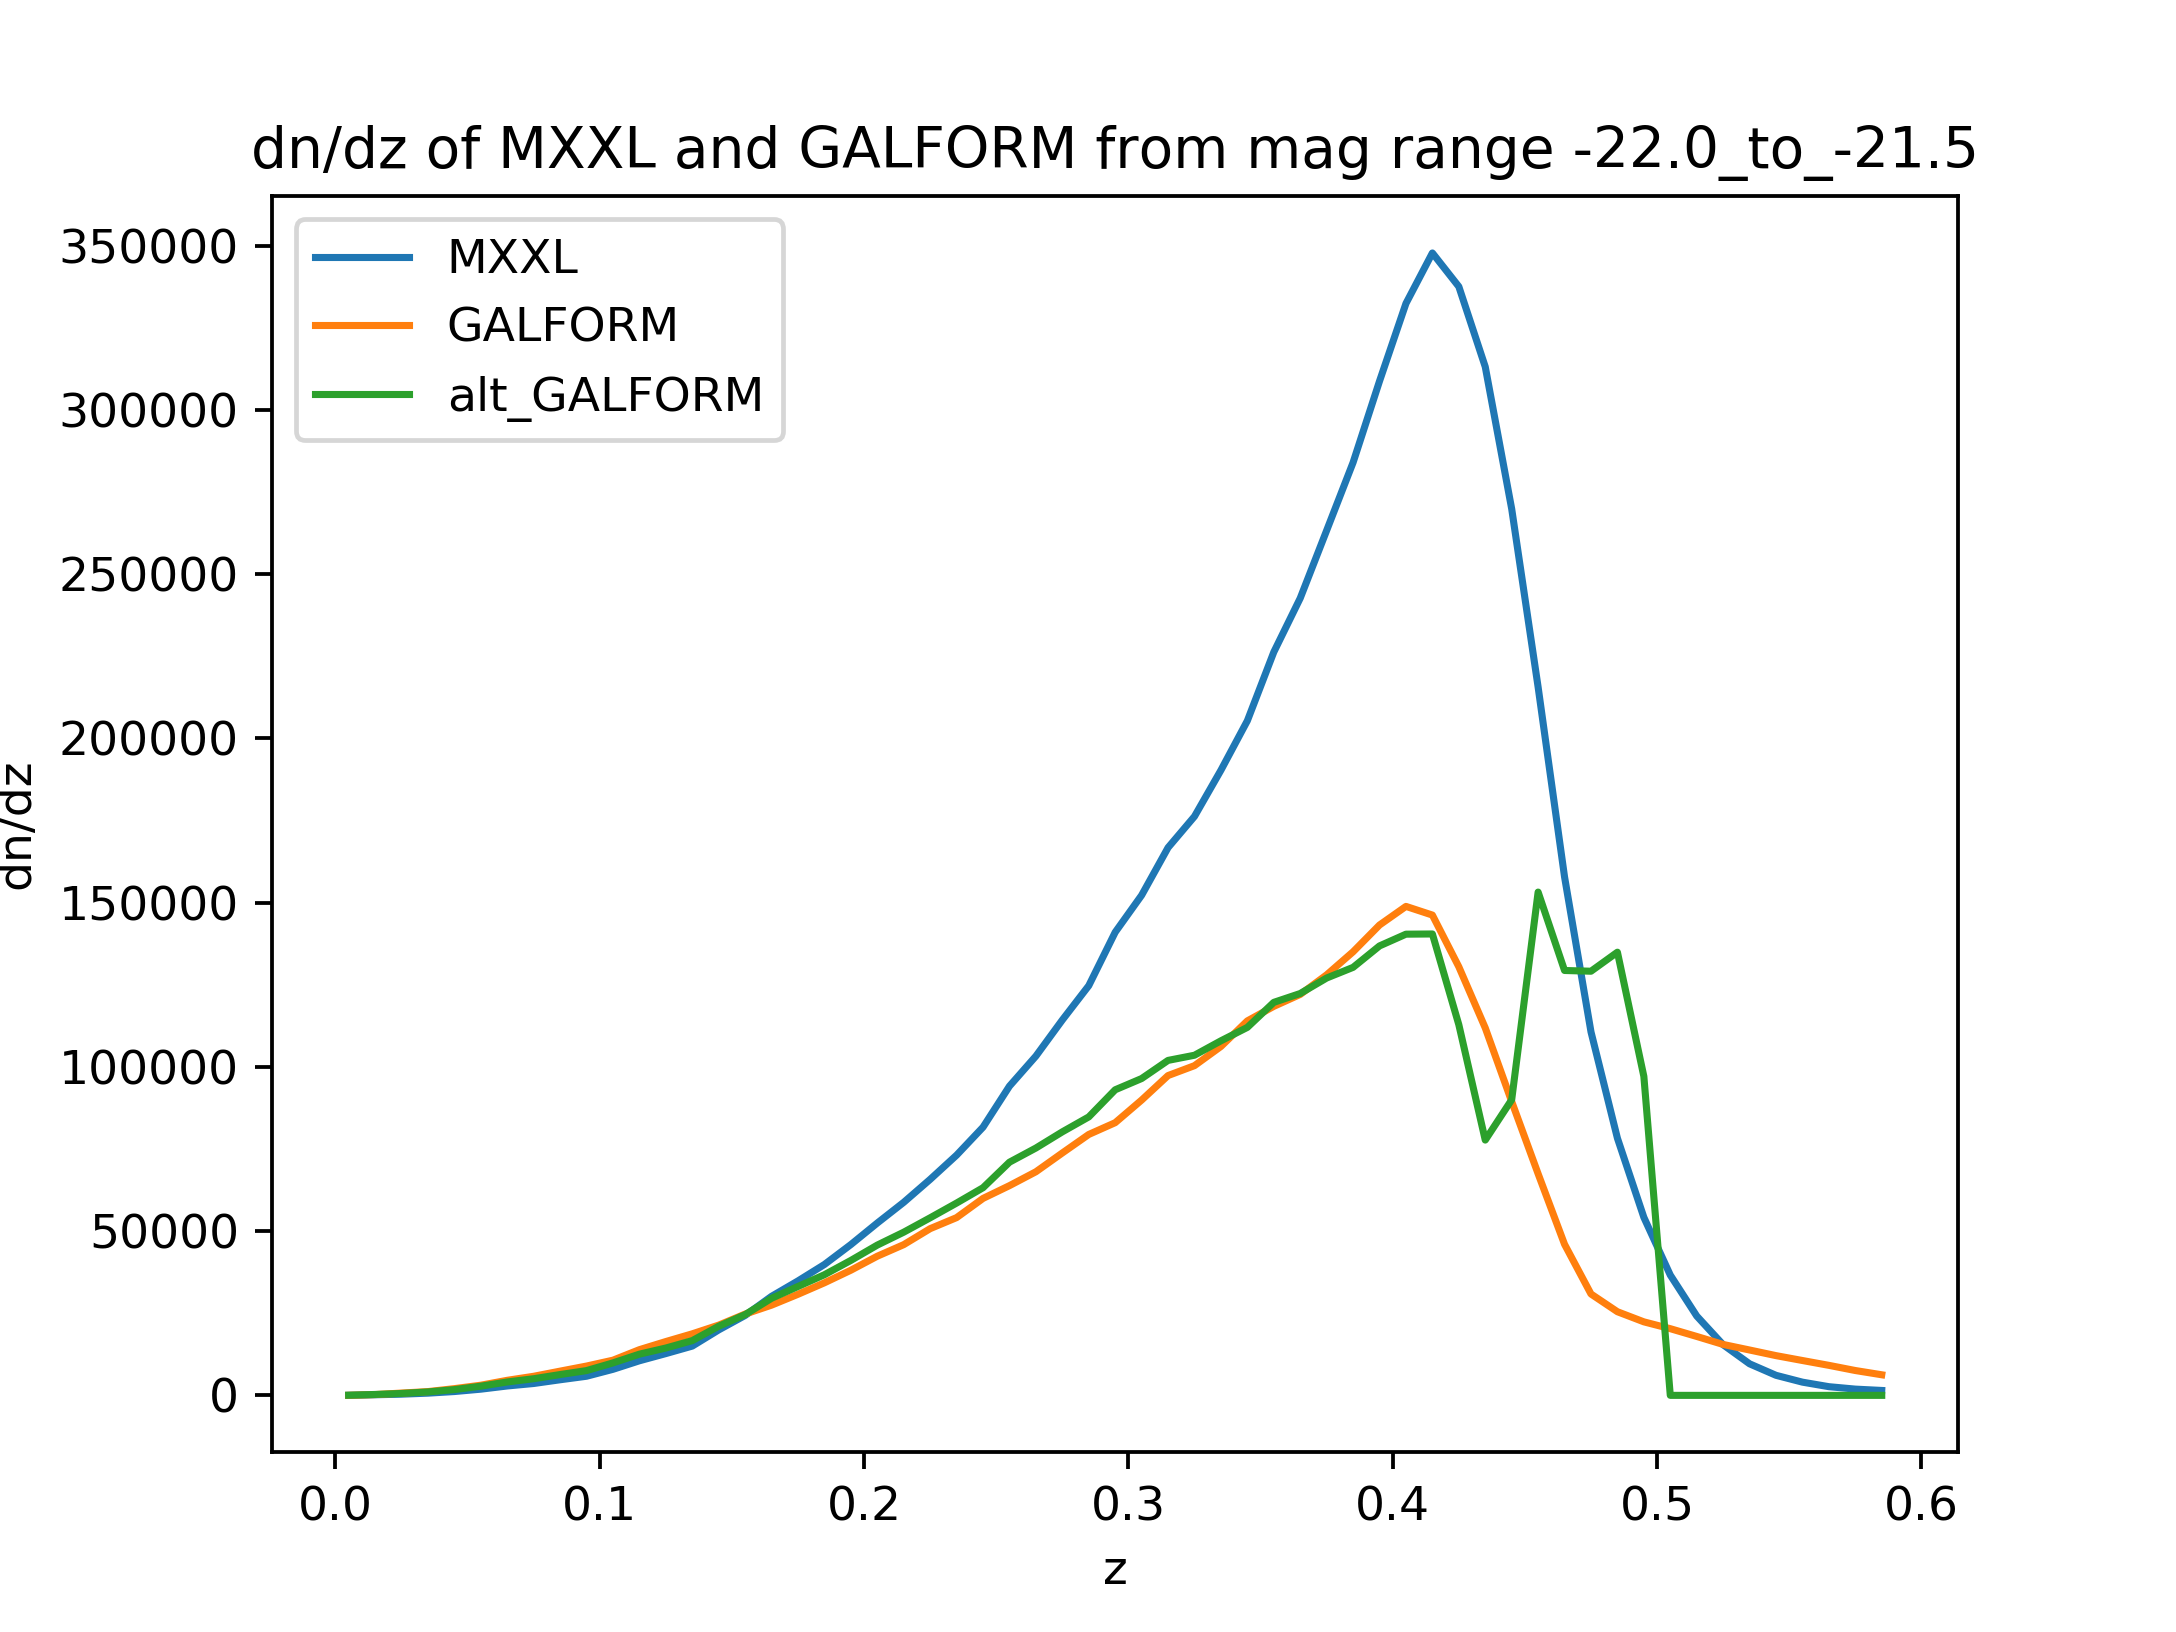 dn/dz of MXXL and GALFORM from mag range -22.0_to_-21.5
MXXL
GALFORM
alt_GALFORM
350000
300000
250000
200000
150000
100000
50000
0
dn/dz
0.0 0.1 0.2 0.3 0.4 0.5 0.6
z